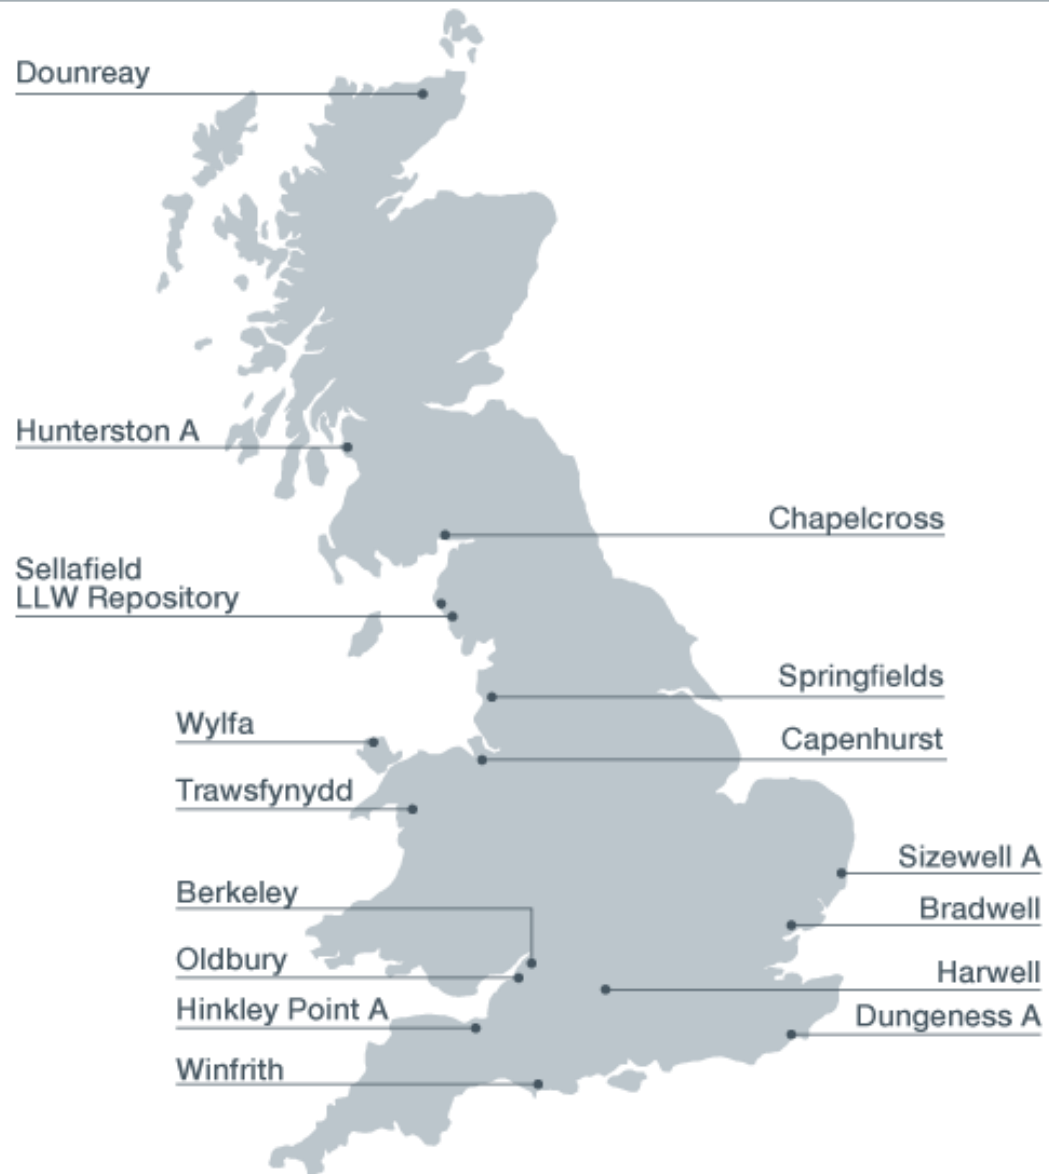 Dounreay
Hunterston A
Chapelcross
Sellafield
LLW Repository
Springfields
Wylfa
Capenhurst
Trawsfynydd
Sizewell A
Berkeley
Bradwell
Oldbury
Harwell
Hinkley Point A
Dungeness A
Winfrith